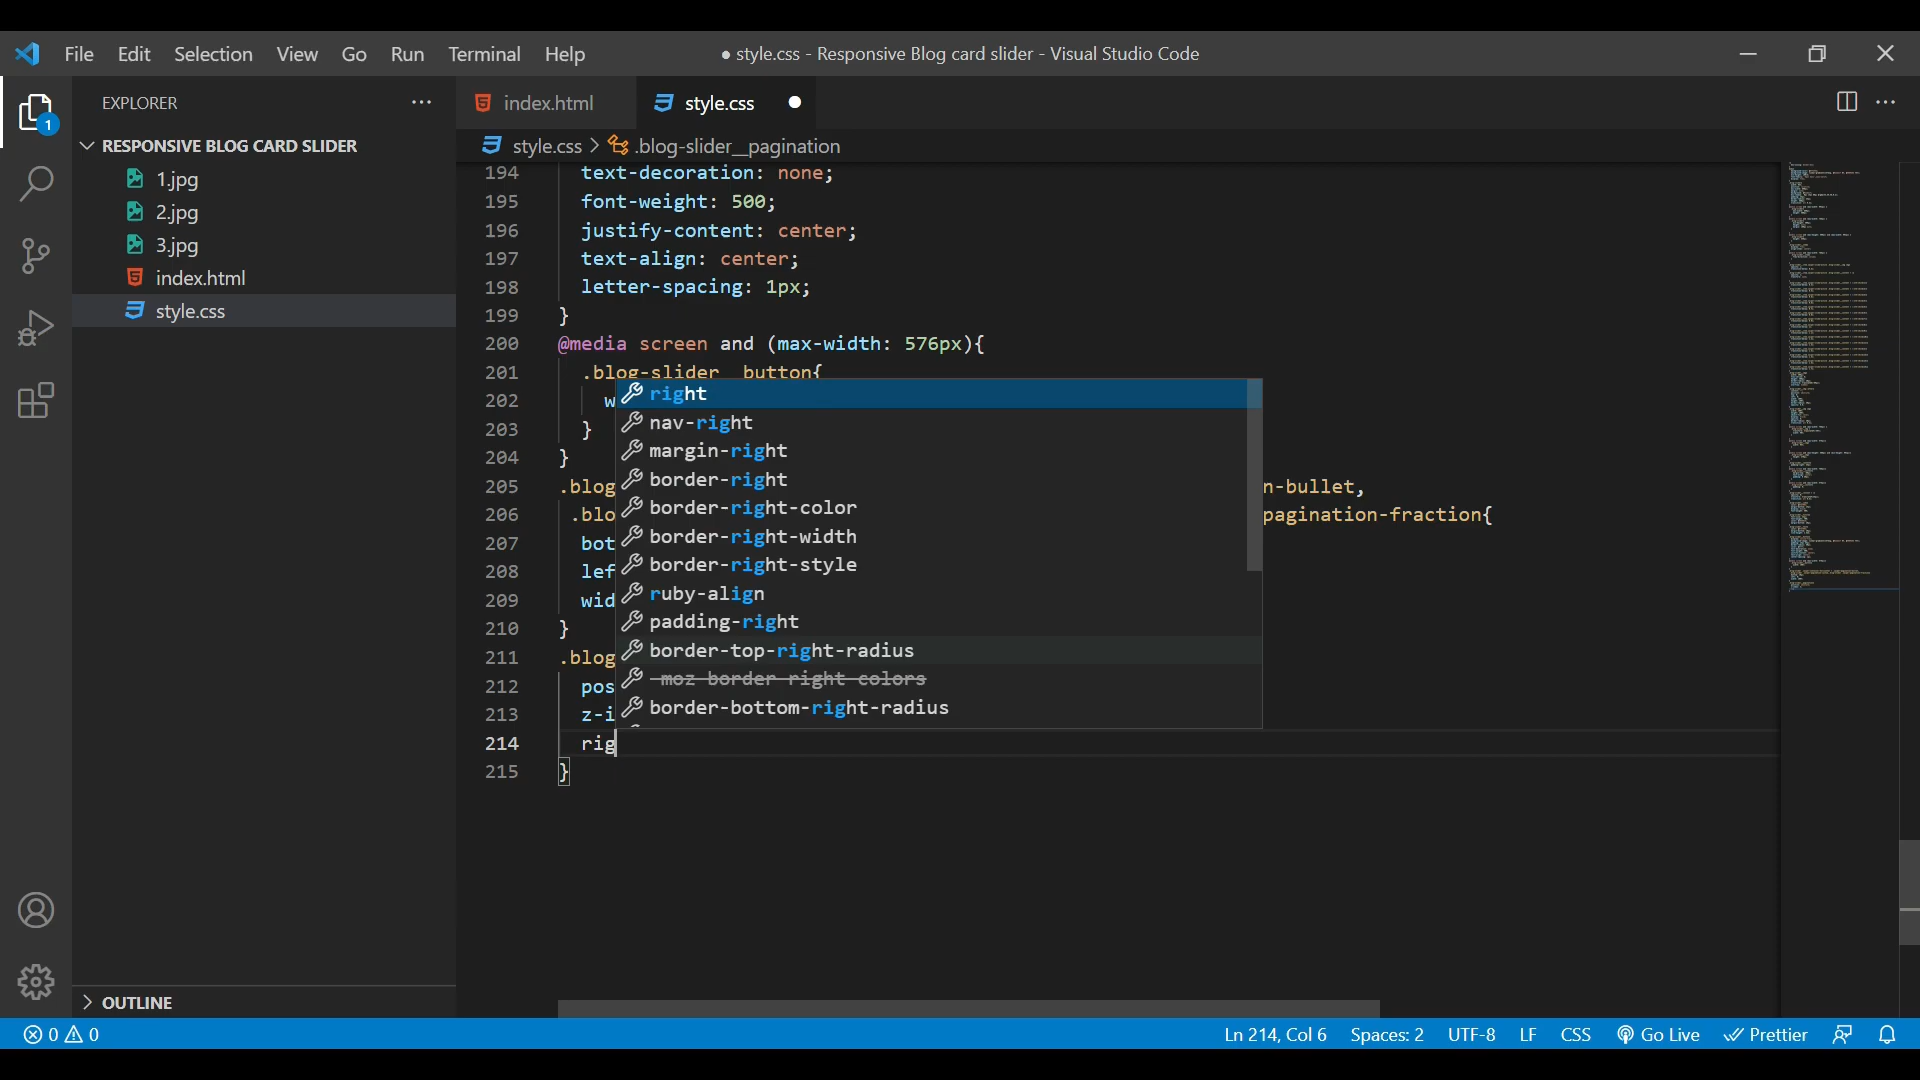 File Edit Selection View Go Run Terminal Help
● style.css - Responsive Blog card slider - Visual Studio Code
EXPLORER
index.html
style.css
RESPONSIVE BLOG CARD SLIDER
style.css > .blog-slider__pagination
1.jpg
2.jpg
3.jpg
index.html
style.css
1
194 text-decoration: none;
195 font-weight: 500;
196 justify-content: center;
197 text-align: center;
198 letter-spacing: 1px;
199 }
200 @media screen and (max-width: 576px){
201 .blog-slider__button{
202 w
203 }
204 }
205 .blog n-bullet,
206 .blo pagination-fraction{
207 bot
208 lef
209 wid
210 }
211 .blog
212 pos
213 z-i
214 rig
215 }
right
nav-right
margin-right
border-right
border-right-color
border-right-width
border-right-style
ruby-align
padding-right
border-top-right-radius
-moz-border-right-colors
border-bottom-right-radius
OUTLINE
0 0
Ln 214, Col 6 Spaces: 2 UTF-8 LF CSS Go Live Prettier